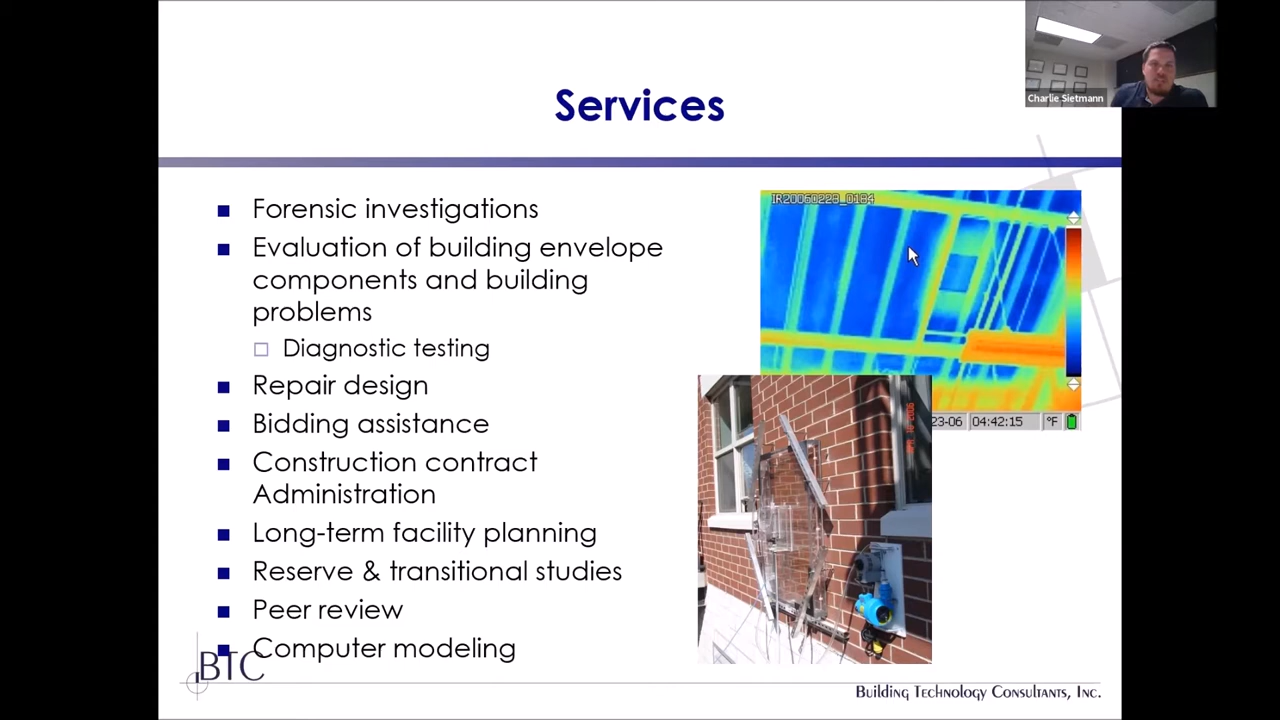 Charlie Sietmann
Services
Forensic investigations
Evaluation of building envelope
components and building
problems
Diagnostic testing
Repair design
Bidding assistance
Construction contract
Administration
Long-term facility planning
Reserve & transitional studies
Peer review
Computer modeling
IR20060223_0184
23-06 04:42:15 °F
BTC
Building Technology Consultants, Inc.